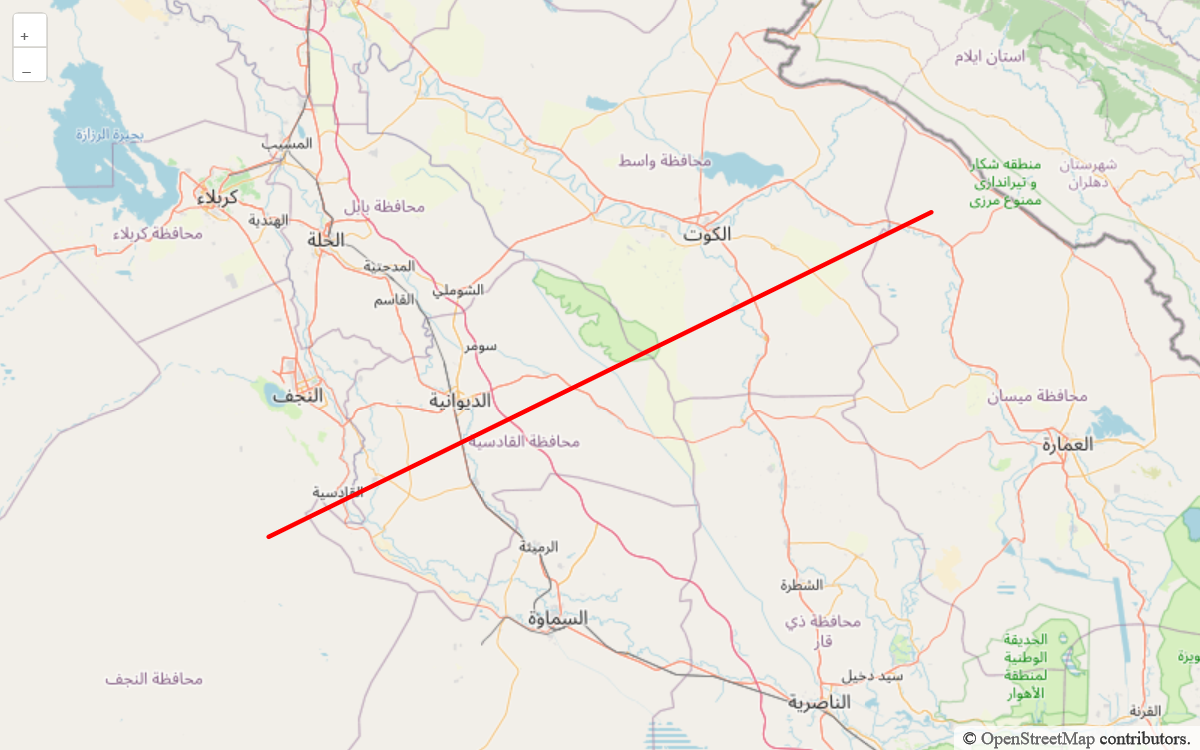 +
–
استان ایلام
بحيرة الرزازة
المسيب
محافظة واسط
منطقه شکار
و تیراندازی
ممنوع مرزی
شهرستان
دهلران
كربلاء
الهندية
محافظة بابل
محافظة كربلاء
الحلة
الكوت
المدحتية
القاسم
الشوملي
سومر
النجف
الديوانية
محافظة ميسان
محافظة القادسية
العمارة
القادسية
الرميثة
الشطرة
السماوة
محافظة ذي
قار
الحديقة
الوطنية
لمنطقة
الأهوار
محافظة النجف
سيد دخيل
الناصرية
القرنة
© OpenStreetMap contributors.